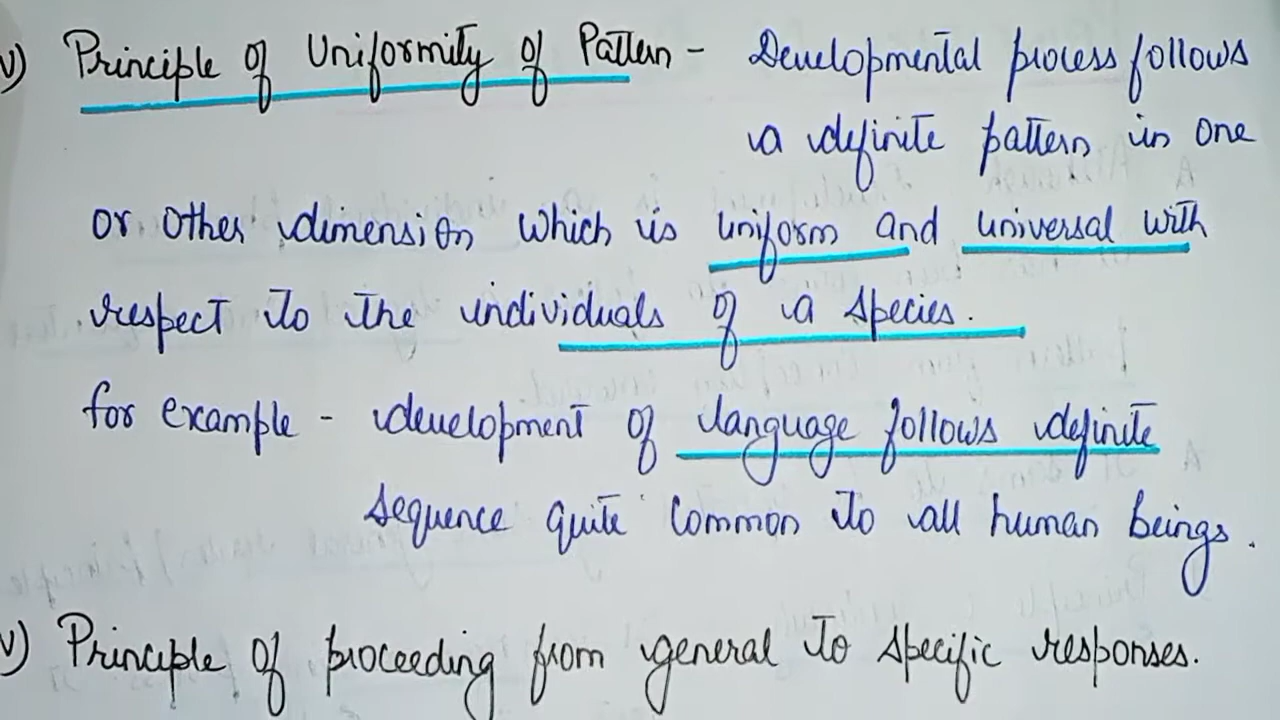 v) Principle of Uniformity of Pattern - Developmental process follows
a definite pattern in one
or other dimension which is uniform and universal with
respect to the individuals of a species.
for example - development of language follows definite
sequence quite common to all human beings.
v) Principle of proceeding from general to specific responses.